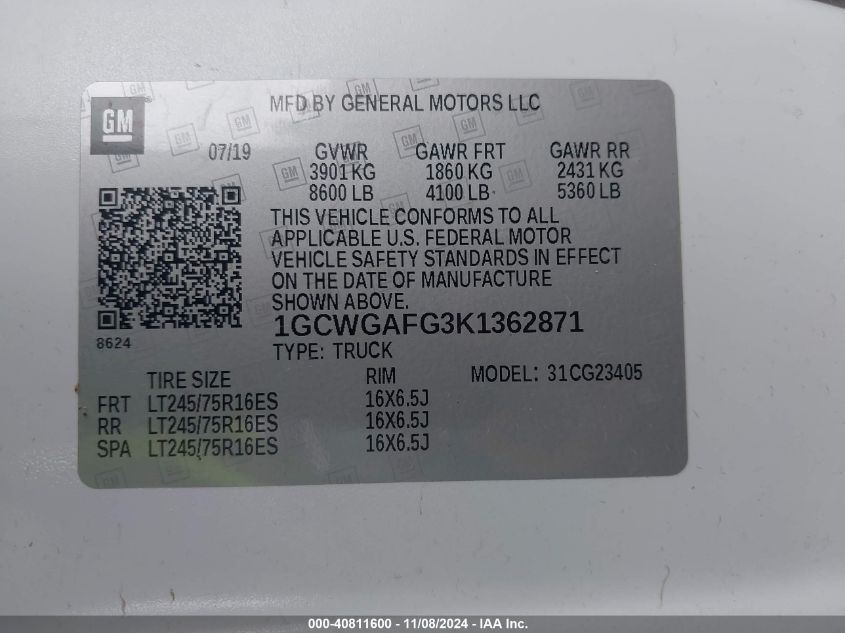 GM
MFD BY GENERAL MOTORS LLC
07/19 GVWR GAWR FRT GAWR RR
3901 KG 1860 KG 2431 KG
8600 LB 4100 LB 5360 LB
THIS VEHICLE CONFORMS TO ALL
APPLICABLE U.S. FEDERAL MOTOR
VEHICLE SAFETY STANDARDS IN EFFECT
ON THE DATE OF MANUFACTURE
SHOWN ABOVE.
1GCWGAFG3K1362871
8624
TYPE: TRUCK
TIRE SIZE RIM MODEL: 31CG23405
FRT LT245/75R16ES 16X6.5J
RR LT245/75R16ES 16X6.5J
SPA LT245/75R16ES 16X6.5J
000-40811600 - 11/08/2024 - IAA Inc.